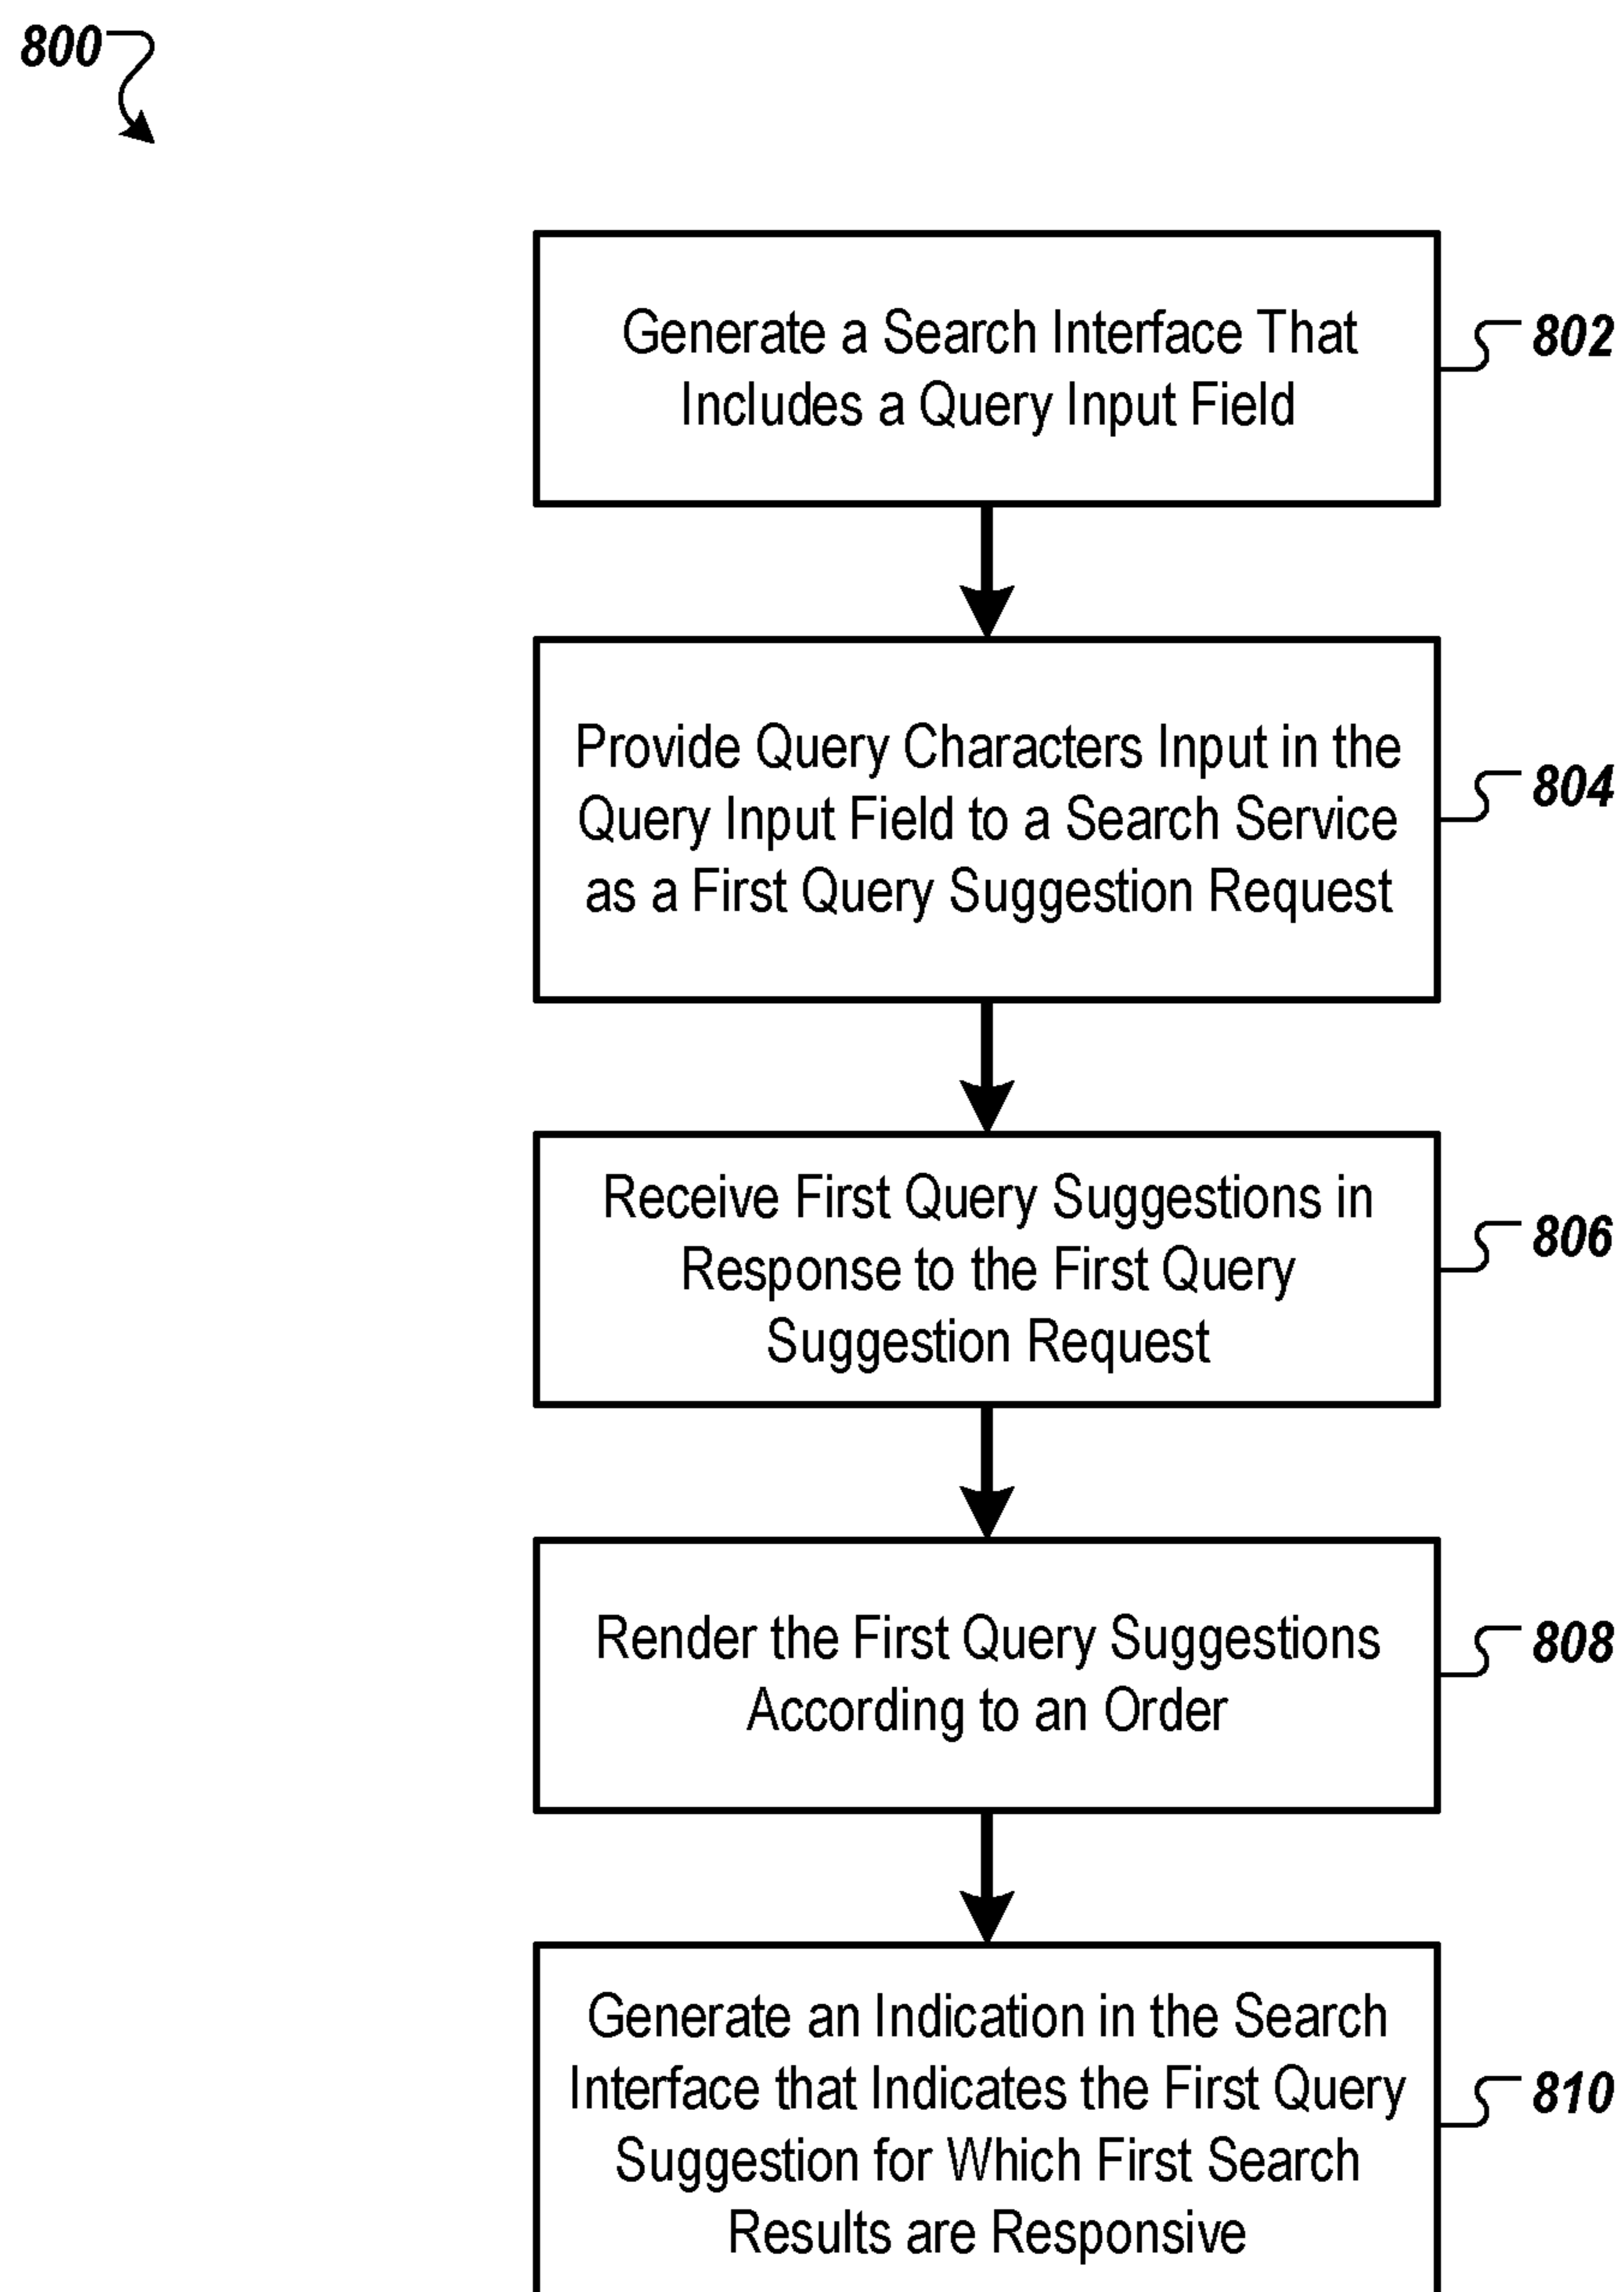 800
Generate a Search Interface That
Includes a Query Input Field
802
Provide Query Characters Input in the
Query Input Field to a Search Service
as a First Query Suggestion Request
804
Receive First Query Suggestions in
Response to the First Query
Suggestion Request
806
Render the First Query Suggestions
According to an Order
808
Generate an Indication in the Search
Interface that Indicates the First Query
Suggestion for Which First Search
Results are Responsive
810